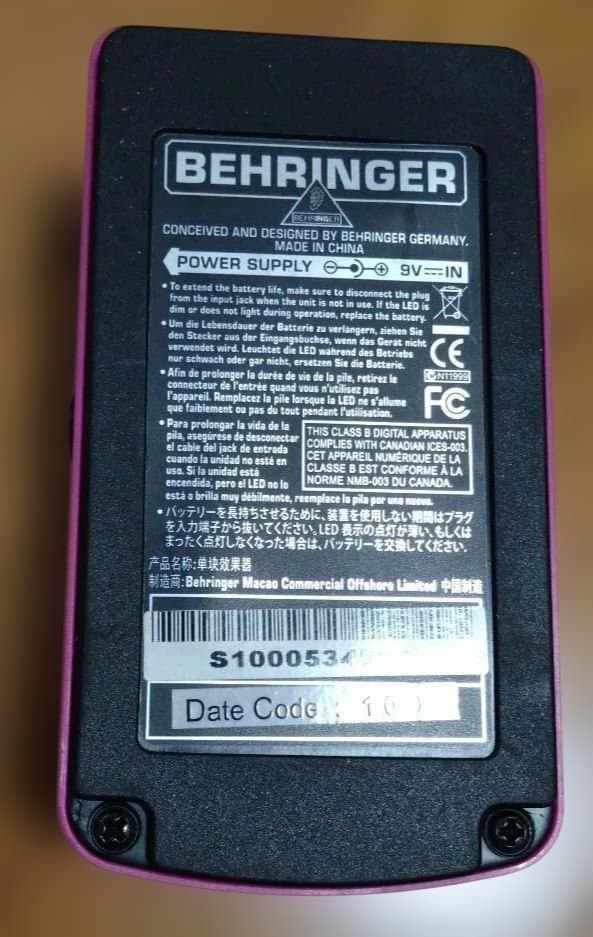 BEHRINGER
BEHRINGER
CONCEIVED AND DESIGNED BY BEHRINGER GERMANY.
MADE IN CHINA
POWER SUPPLY 9V IN
• To extend the battery life, make sure to disconnect the plug
from the input jack when the unit is not in use. If the LED is
dim or does not light during operation, replace the battery.
• Um die Lebensdauer der Batterie zu verlängern, ziehen Sie
den Stecker aus der Eingangsbuchse, wenn das Gerät nicht
verwendet wird. Leuchtet die LED während des Betriebs
nur schwach oder gar nicht, ersetzen Sie die Batterie.
CE
N11999
• Afin de prolonger la durée de vie de la pile, retirez le
connecteur de l'entrée quand vous n'utilisez pas
l'appareil. Remplacez la pile lorsque la LED ne s'allume
que faiblement ou pas du tout pendant l'utilisation.
FC
• Para prolongar la vida de la
pila, asegúrese de desconectar
el cable del jack de entrada
cuando la unidad no esté en
uso. Si la unidad está
encendida, pero el LED no lo
está o brilla muy débilmente, reemplace la pila por una nueva.
THIS CLASS B DIGITAL APPARATUS
COMPLIES WITH CANADIAN ICES-003.
CET APPAREIL NUMÉRIQUE DE LA
CLASSE B EST CONFORME À LA
NORME NMB-003 DU CANADA.
• バッテリーを長持ちさせるために、装置を使用しない期間はプラグ
を入力端子から抜いてください。LED 表示の点灯が薄い、もしくは
まったく点灯しなくなった場合は、バッテリーを交換してください。
产品名称:单块效果器
制造商:Behringer Macao Commercial Offshore Limited 中国制造
S1000534
Date Code : 10